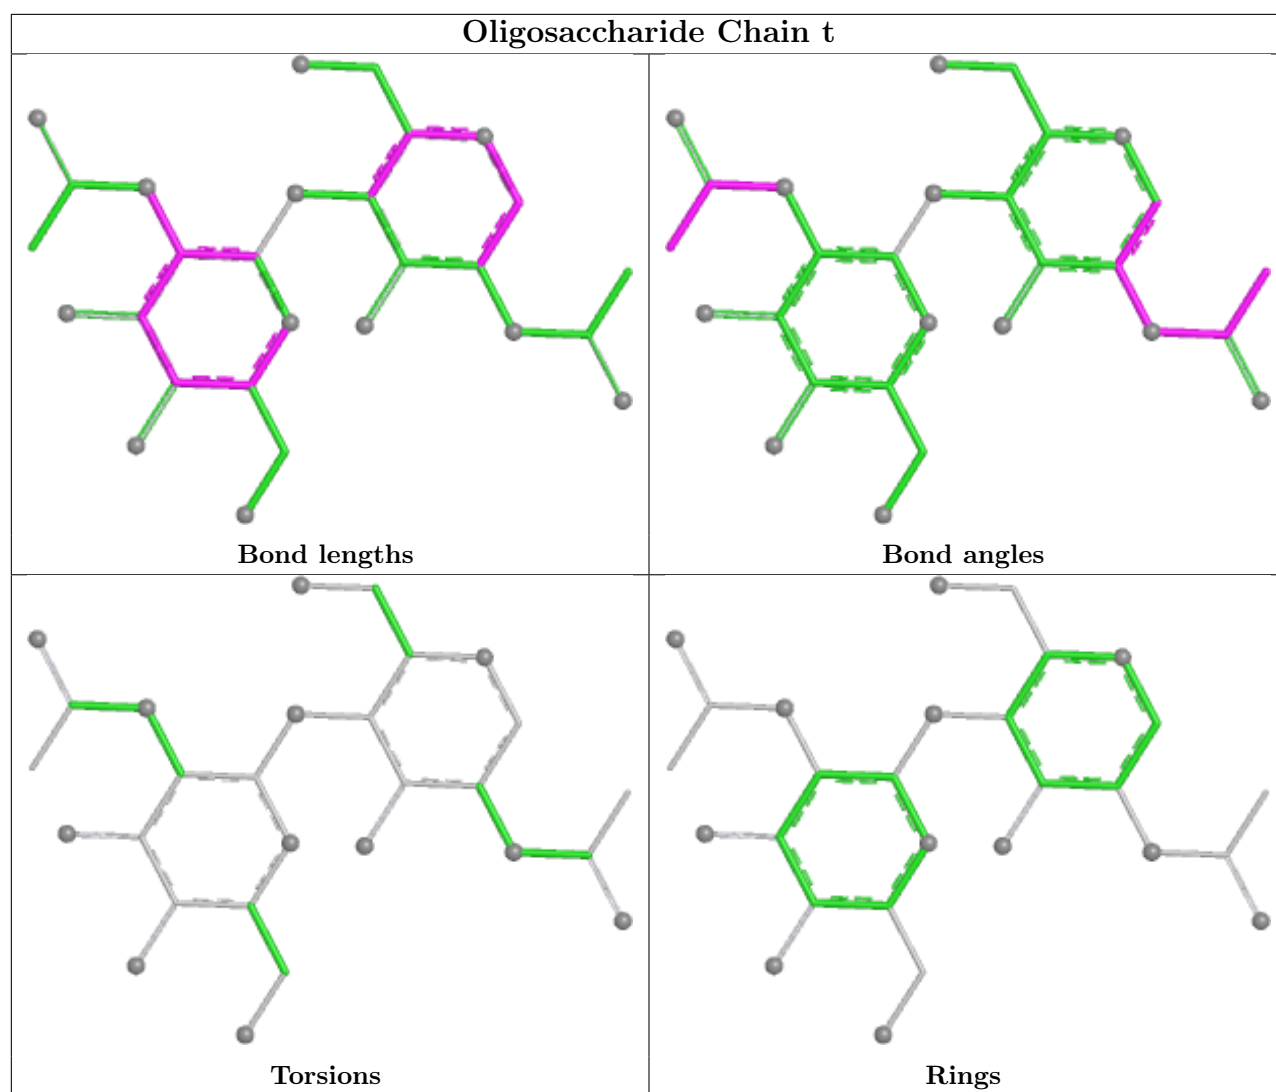 Oligosaccharide Chain t
Bond lengths
Bond angles
Torsions
Rings